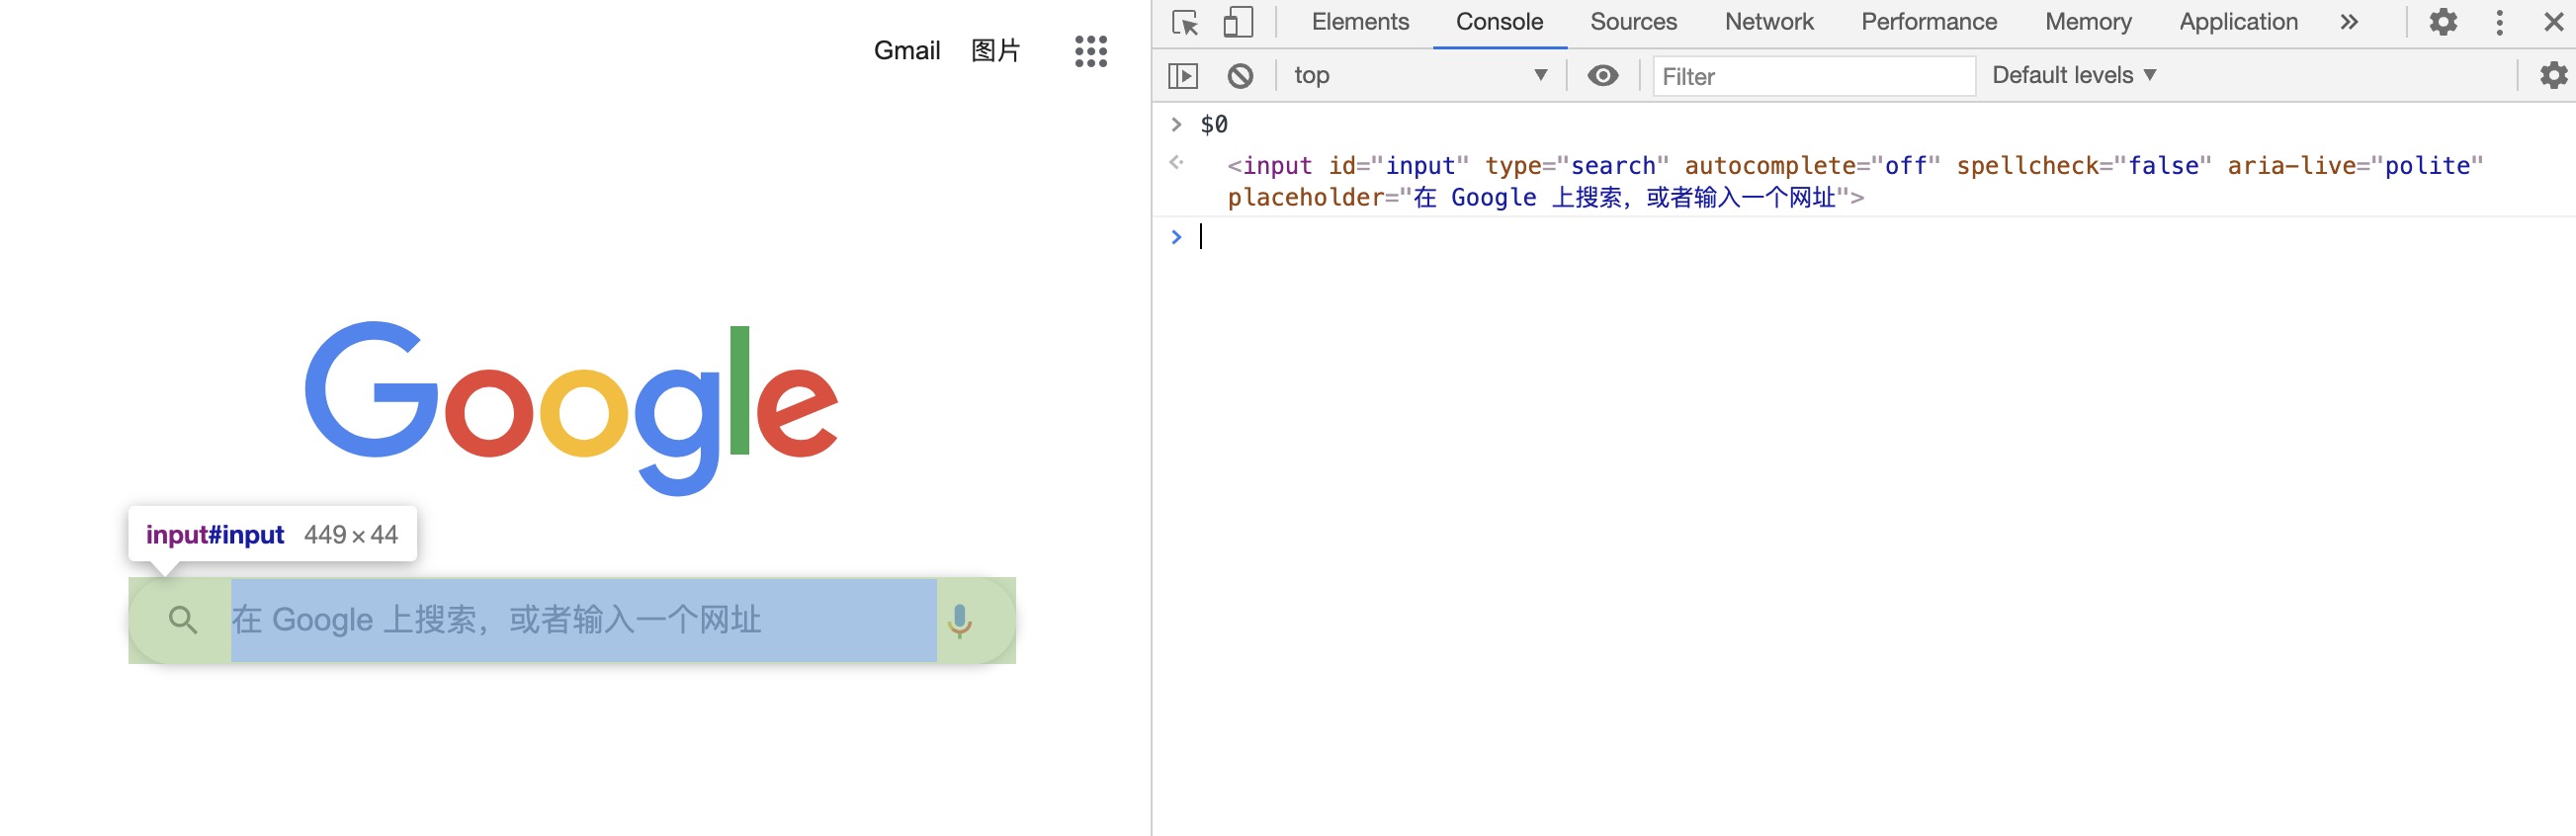 Gmail 图片
Google
input#input 449 × 44
在 Google 上搜索，或者输入一个网址
Elements Console Sources Network Performance Memory Application »
top ▼ Filter Default levels ▼
> $0
<input id="input" type="search" autocomplete="off" spellcheck="false" aria-live="polite"
placeholder="在 Google 上搜索，或者输入一个网址">
>